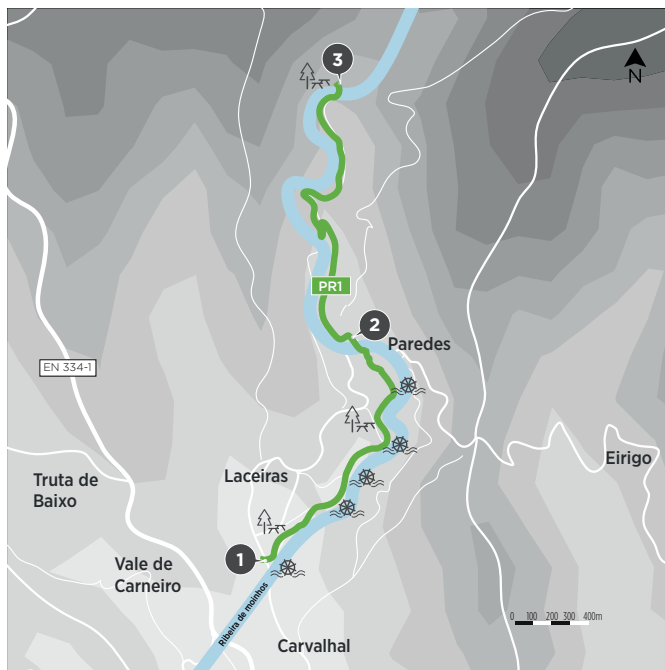 3
N
PR1
2
Paredes
EN 334-1
Laceiras
Eirigo
Truta de
Baixo
1
Vale de
Carneiro
Ribeira de moinhos
Carvalhal
0 100 200 300 400m